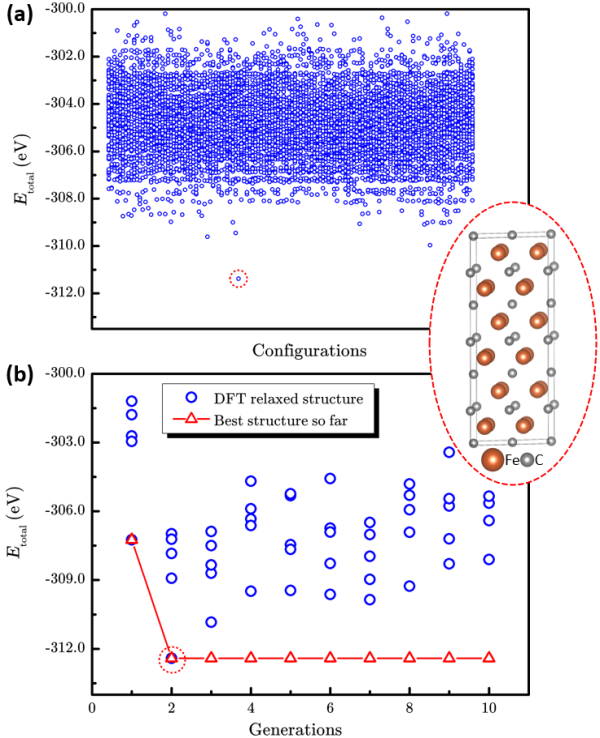 (a)
-300.0
-302.0
-304.0
-306.0
-308.0
-310.0
-312.0
E_total (eV)
Configurations
Fe C
(b)
-300.0
-303.0
-306.0
-309.0
-312.0
E_total (eV)
DFT relaxed structure
Best structure so far
0 2 4 6 8 10
Generations